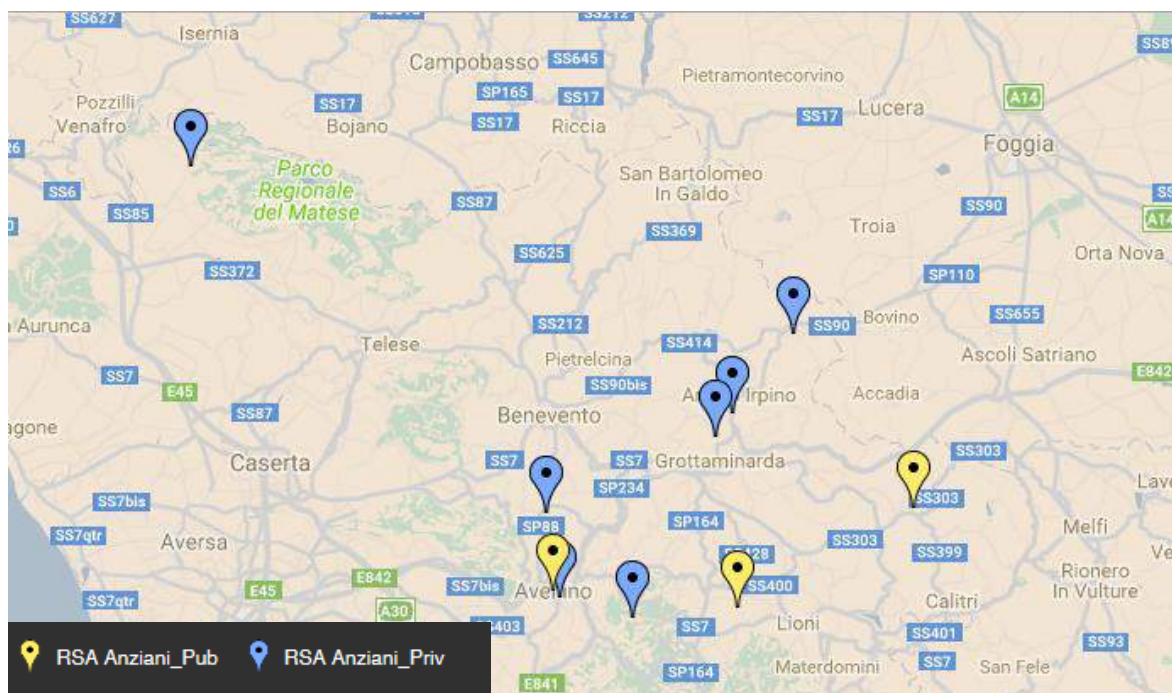 SS627
SS212
Isernia
SS645
Campobasso
Pietramontecorvino
SP165
A14
Pozzilli
SS17
SS17
Lucera
Venafro
Bojano
SS17
Riccia
SS17
Foggia
Parco
Regionale
del Matese
San Bartolomeo
In Galdo
SS6
SS85
SS87
SS90
Troia
A14
SS369
SS625
Orta Nova
SS372
SP110
SS212
SS655
Aurunca
SS90
Bovino
Telese
SS414
Pietrelcina
Ascoli Satriano
SS7
E842
E45
SS90bis
Irpino
Accadia
SS87
Benevento
agone
SS303
Caserta
SS7
SS7
Grottaminarda
SP234
SS303
SS7bis
SP88
SP164
Melfi
SS7qtr
Aversa
SS303
SS399
E842
SS7bis
SS400
Rionero
In Vulture
E45
SS7qtr
A30
Calitri
SS7
Lioni
SS401
SS93
SS7
San Fele
SP164
Materdomini
E841
RSA Anziani_Pub
RSA Anziani_Priv